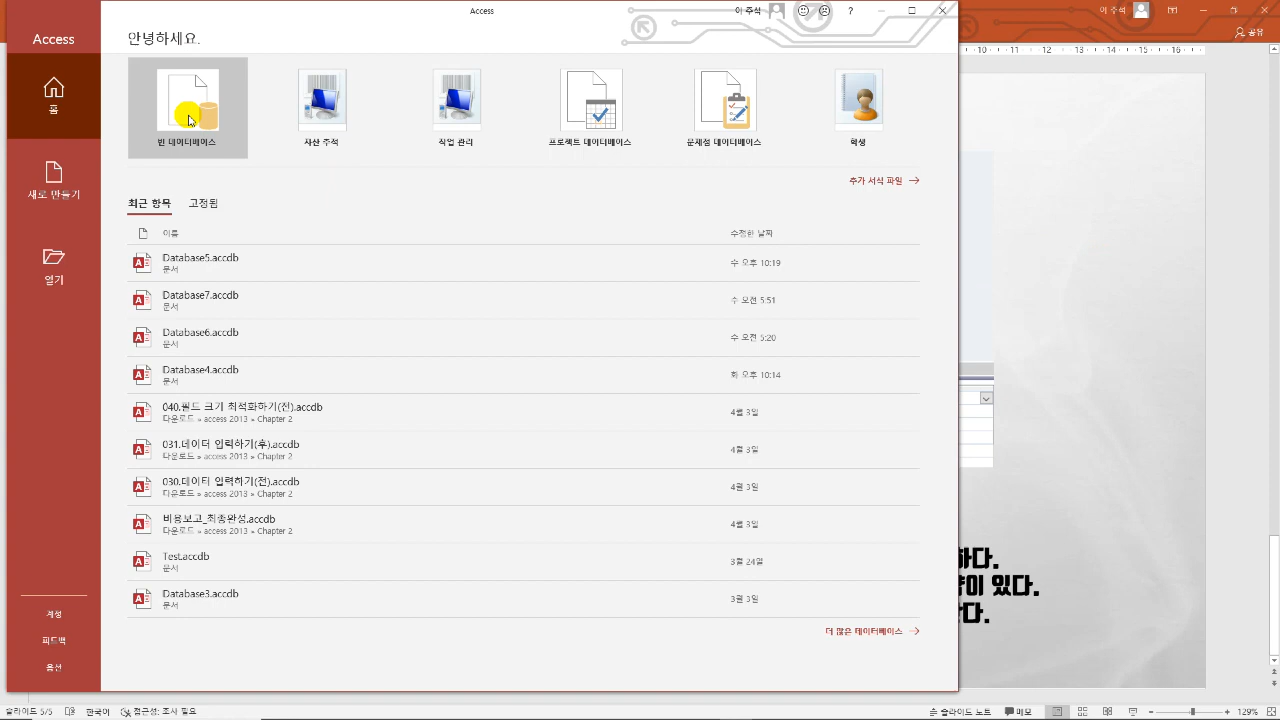 Access
이 주석
?
이 주석
공유
Access
안녕하세요.
홈
새로 만들기
열기
빈 데이터베이스
자산 추적
작업 관리
프로젝트 데이터베이스
문제점 데이터베이스
학생
추가 서식 파일 →
최근 항목 고정됨
이름 수정한 날짜
Database5.accdb
문서
수 오후 10:19
Database7.accdb
문서
수 오전 5:51
Database6.accdb
문서
수 오전 5:20
Database4.accdb
문서
화 오후 10:14
040.필드 크기 최적화하기(전).accdb
다운로드 » access 2013 » Chapter 2
4월 3일
031.데이터 입력하기(후).accdb
다운로드 » access 2013 » Chapter 2
4월 3일
030.데이터 입력하기(전).accdb
다운로드 » access 2013 » Chapter 2
4월 3일
비용보고_최종완성.accdb
다운로드 » access 2013 » Chapter 2
4월 3일
Test.accdb
문서
3월 24일
Database3.accdb
문서
3월 3일
더 많은 데이터베이스 →
계정
피드백
옵션
10 11 12 13 14 15 16
하다.
이 있다.
다.
슬라이드 5/5 한국어 접근성: 조사 필요
슬라이드 노트 메모 129%